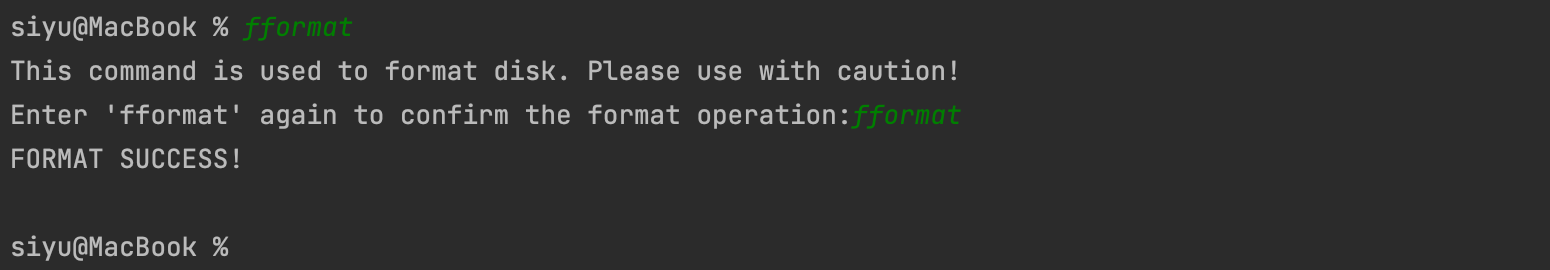 siyu@MacBook % fformat
This command is used to format disk. Please use with caution!
Enter 'fformat' again to confirm the format operation:fformat
FORMAT SUCCESS!
siyu@MacBook %